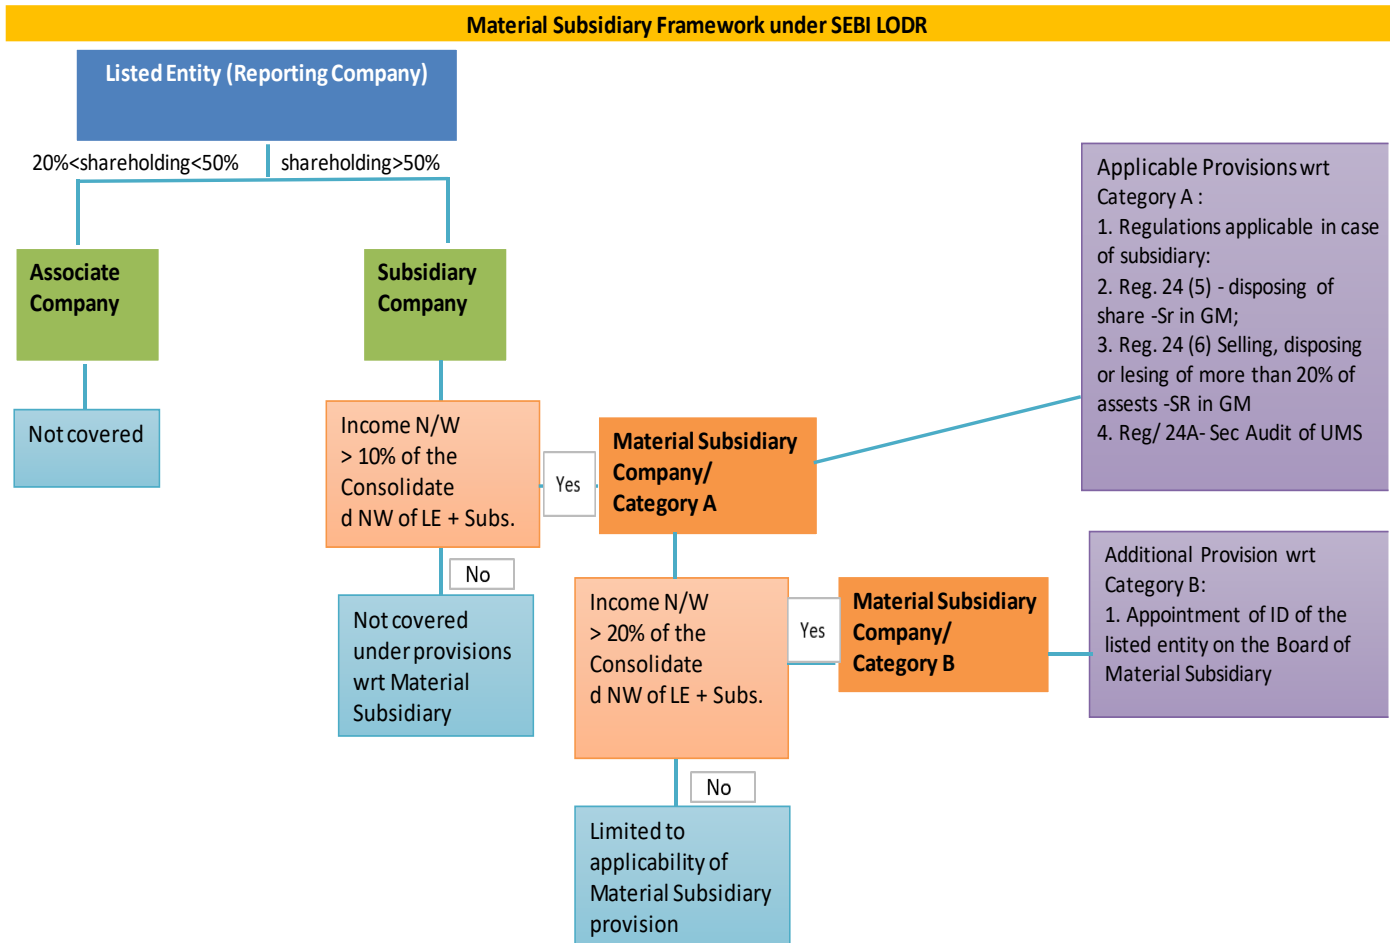 Material Subsidiary Framework under SEBI LODR
Listed Entity (Reporting Company)
20%<shareholding<50%
shareholding>50%
Associate
Company
Subsidiary
Company
Not covered
Income N/W
> 10% of the
Consolidate
d NW of LE + Subs.
Yes
Material Subsidiary
Company/
Category A
Applicable Provisions wrt
Category A :
1. Regulations applicable in case
of subsidiary:
2. Reg. 24 (5) - disposing of
share -Sr in GM;
3. Reg. 24 (6) Selling, disposing
or lesing of more than 20% of
assests -SR in GM
4. Reg/ 24A- Sec Audit of UMS
No
Not covered
under provisions
wrt Material
Subsidiary
Income N/W
> 20% of the
Consolidate
d NW of LE + Subs.
Yes
Material Subsidiary
Company/
Category B
Additional Provision wrt
Category B:
1. Appointment of ID of the
listed entity on the Board of
Material Subsidiary
No
Limited to
applicability of
Material Subsidiary
provision